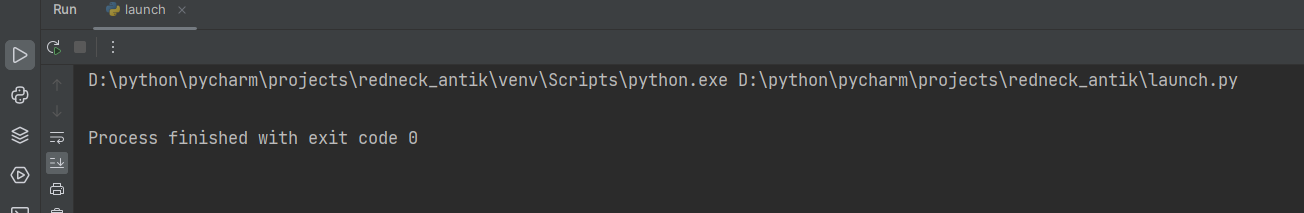 Run launch
D:\python\pycharm\projects\redneck_antik\venv\Scripts\python.exe D:\python\pycharm\projects\redneck_antik\launch.py
Process finished with exit code 0